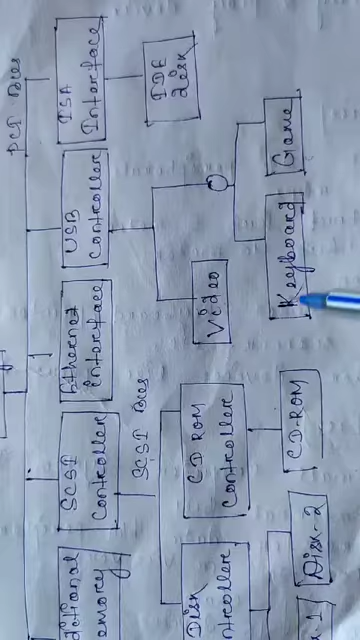 PCI Bus
ISA
Interface
IDE
Disk
USB
Controller
Game
Keyboard
Video
Ethernet
Interface
SCSI
Controller
SCSI Bus
CD ROM
Controller
CD-ROM
Disk
Disk-2